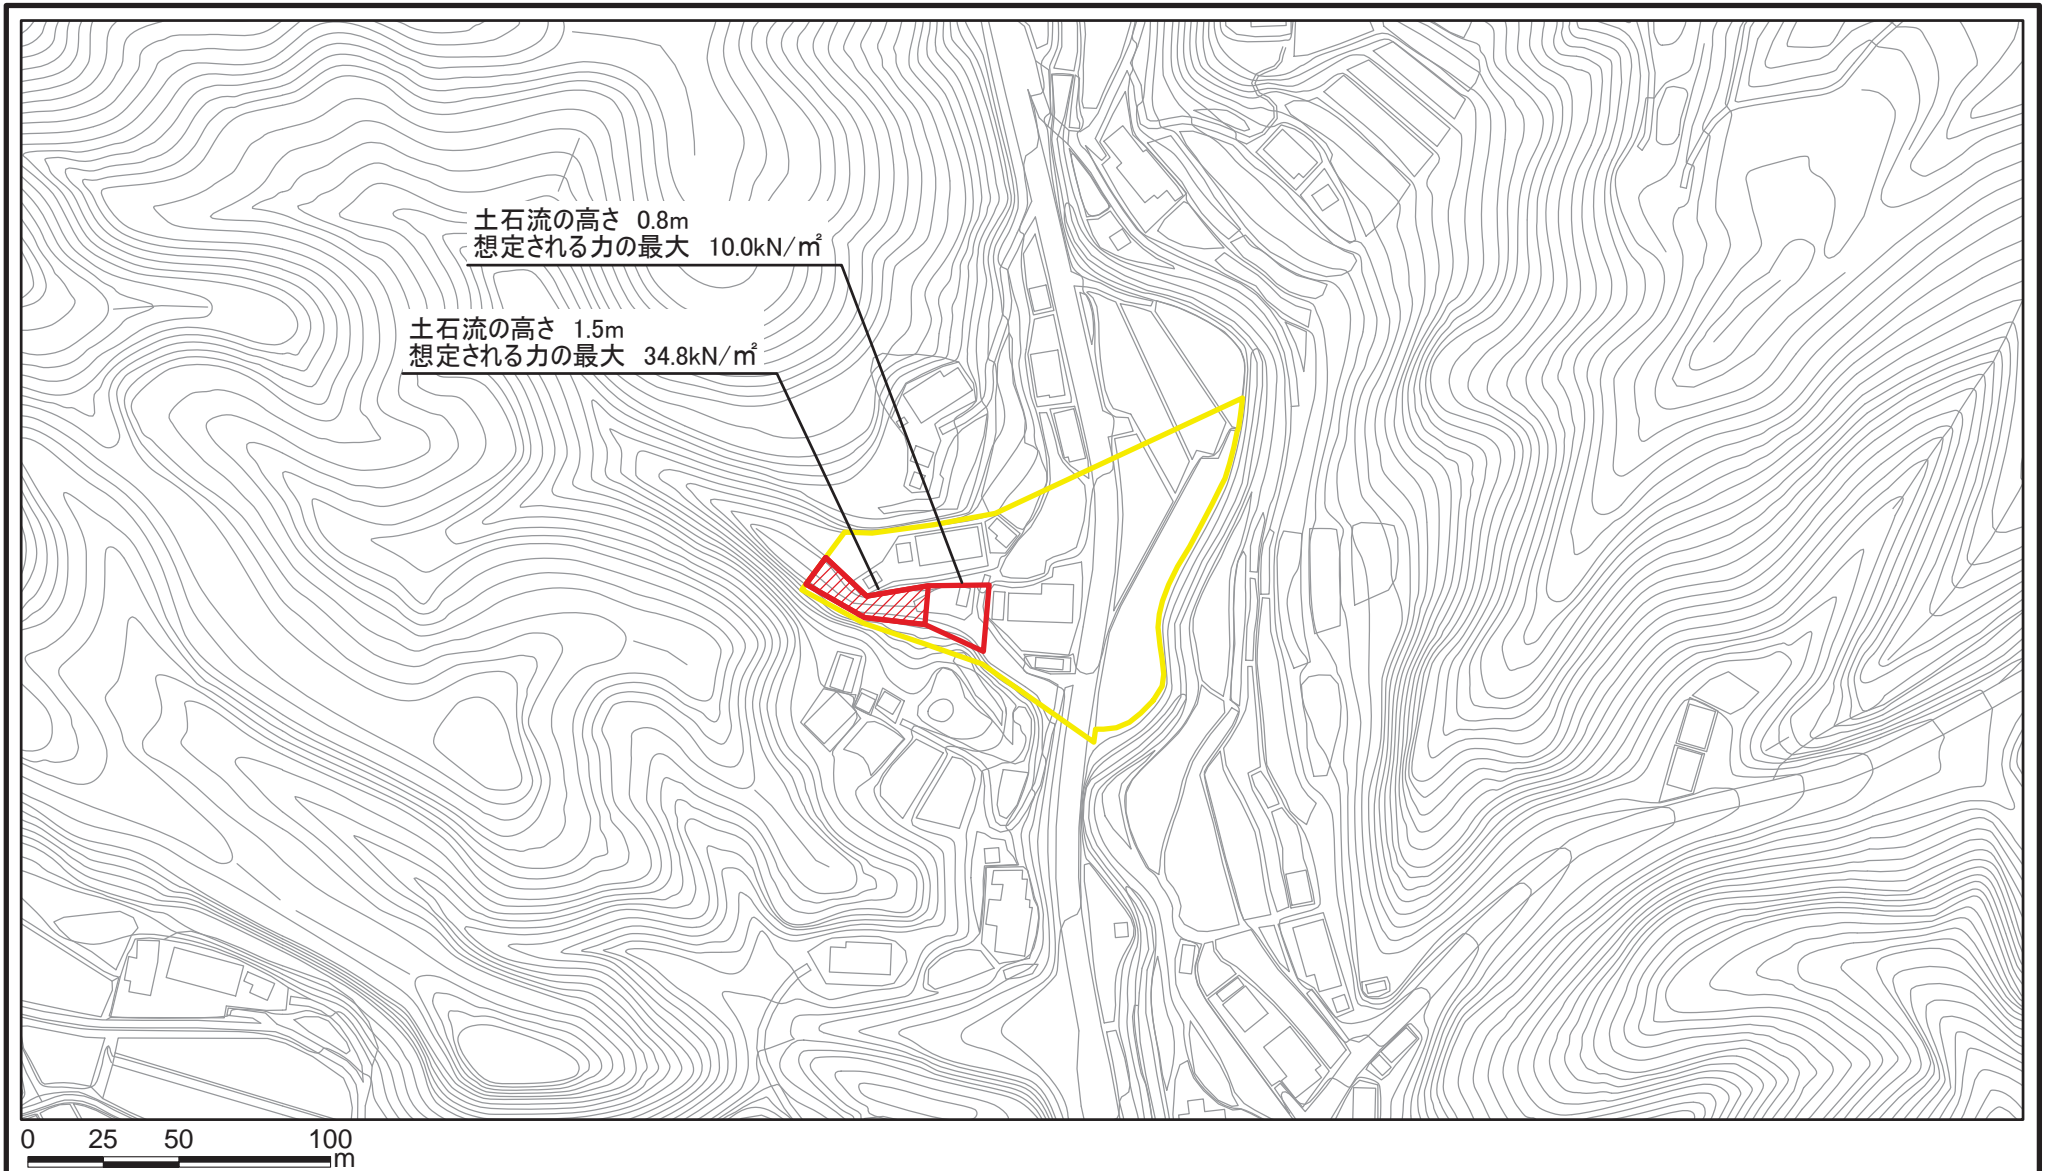 土石流の高さ 0.8m
想定される力の最大 10.0kN/㎡
土石流の高さ 1.5m
想定される力の最大 34.8kN/㎡
0 25 50 100
m